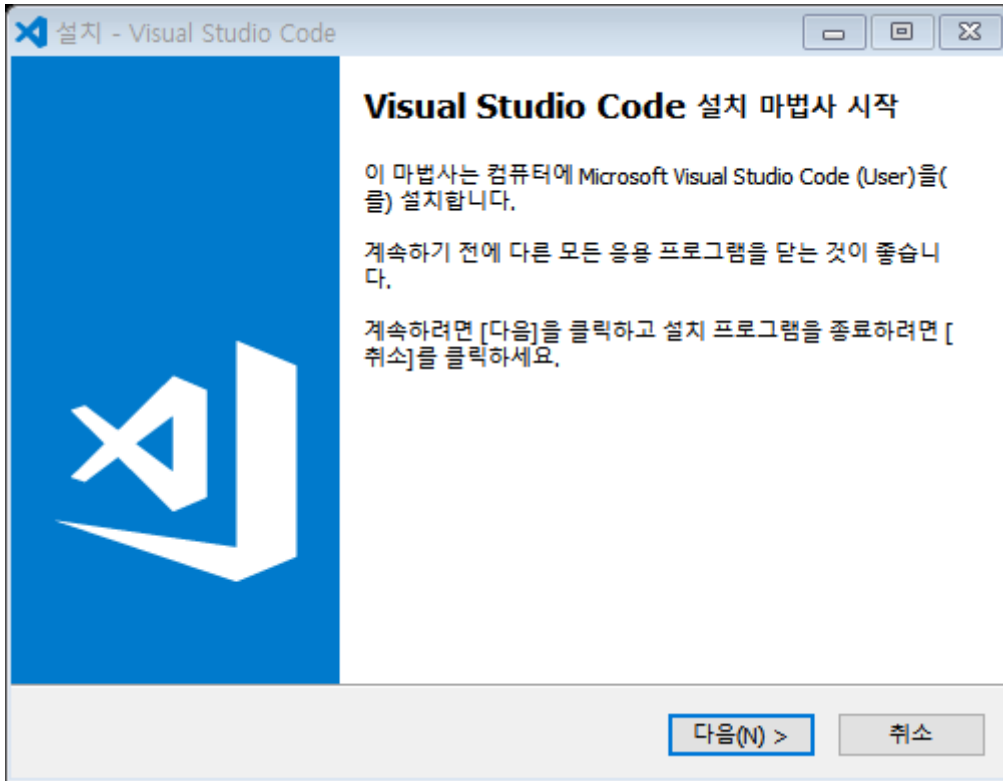 설치 - Visual Studio Code
Visual Studio Code 설치 마법사 시작
이 마법사는 컴퓨터에 Microsoft Visual Studio Code (User)을(
를) 설치합니다.
계속하기 전에 다른 모든 응용 프로그램을 닫는 것이 좋습니
다.
계속하려면 [다음]을 클릭하고 설치 프로그램을 종료하려면 [
취소]를 클릭하세요.
다음(N) >
취소